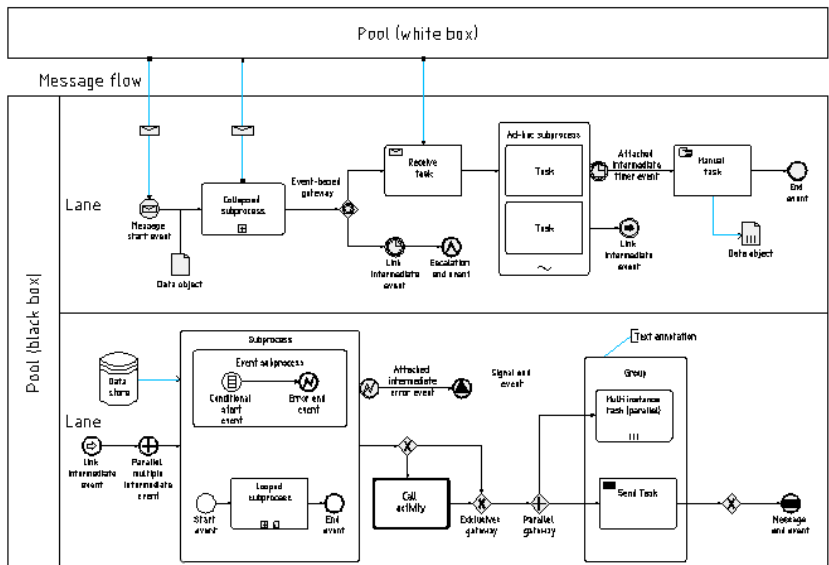 Pool (white box)
Message flow
Pool (black box)
Lane
Message
start event
Data object
Collapsed
subprocess
Event-based
gateway
Receive
task
Link
intermediate
event
Escalation
end event
Ad-hoc subprocess
Task
Task
Attached
intermediate
timer event
Link
intermediate
event
Manual
task
Data object
End
event
Lane
Data
store
Link
intermediate
event
Parallel
multiple
intermediate
event
Subprocess
Event subprocess
Conditional
start
event
Error end
event
Start
event
Looped
subprocess
End
event
Attached
intermediate
error event
Signal end
event
Call
activity
Exklusives
gateway
Parallel
gateway
Text annotation
Group
Multi instance
task (parallel)
Send Task
Message
end event